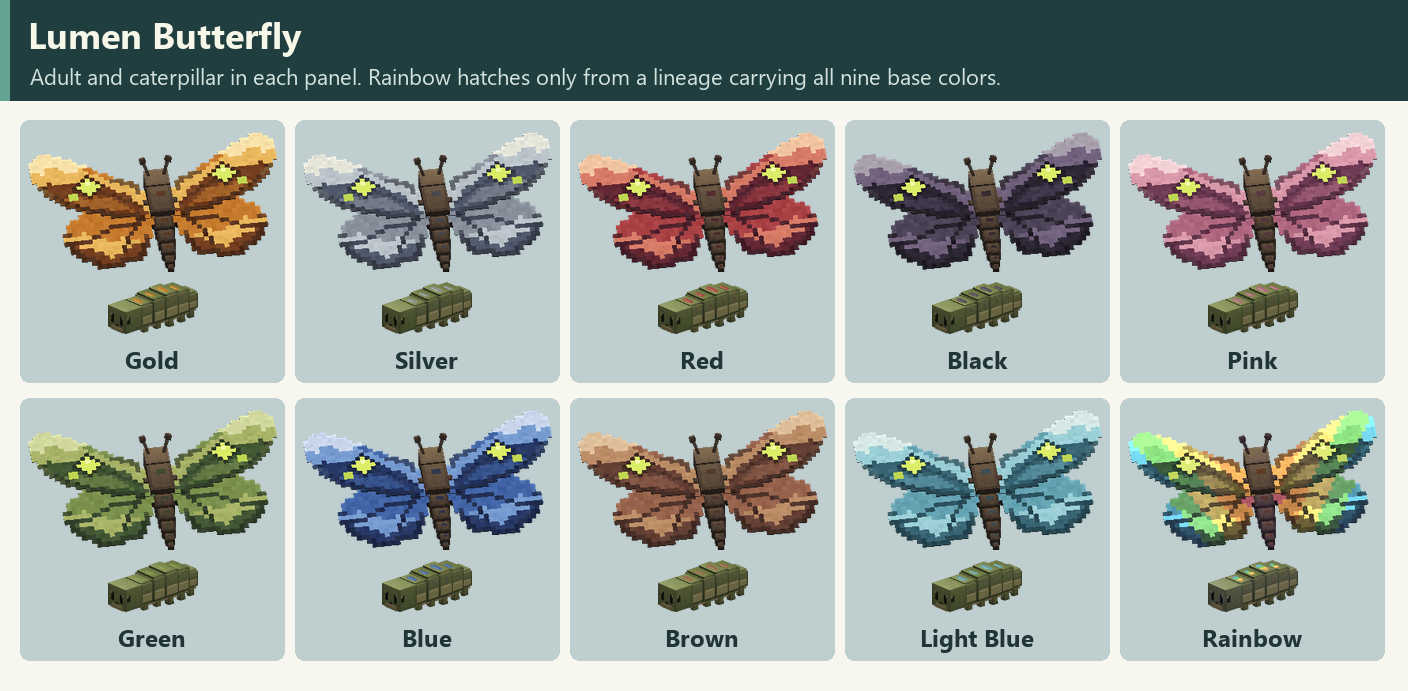 Lumen Butterfly
Adult and caterpillar in each panel. Rainbow hatches only from a lineage carrying all nine base colors.
Gold
Silver
Red
Black
Pink
Green
Blue
Brown
Light Blue
Rainbow